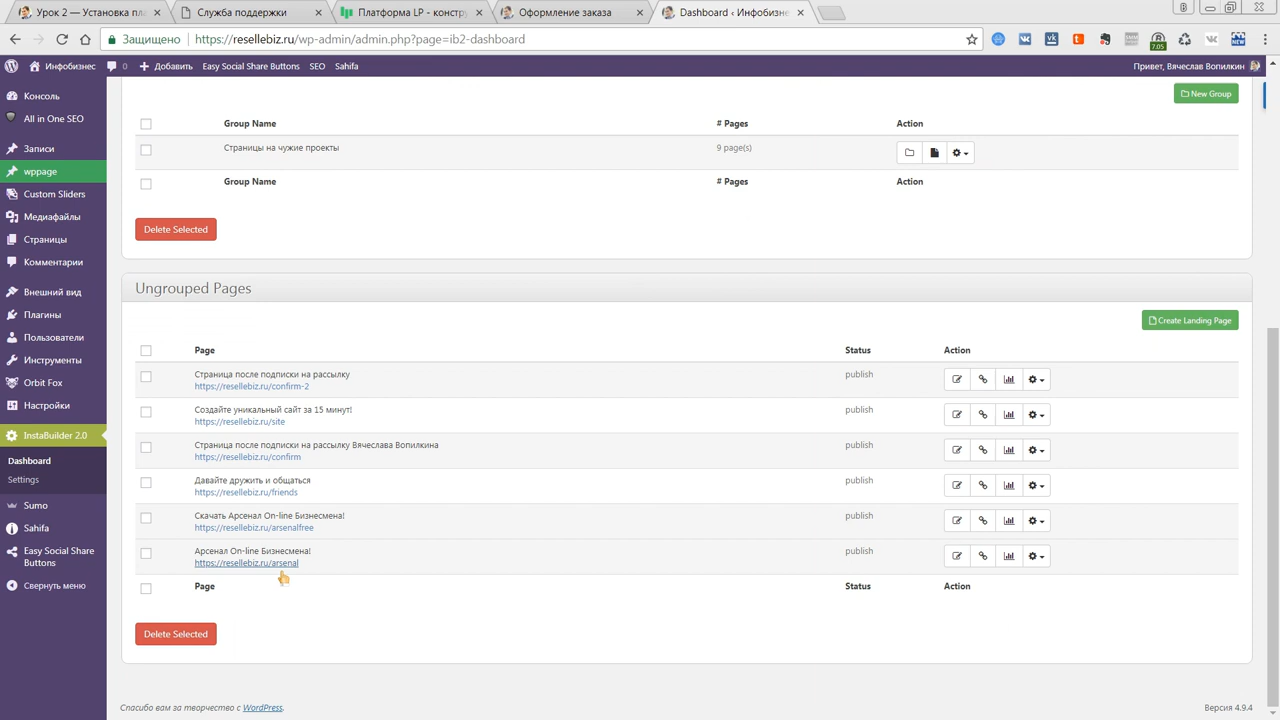 Урок 2 — Установка пла
Служба поддержки
Платформа LP - констру
Оформление заказа
Dashboard ‹ Инфобизне
Защищено
https://resellebiz.ru/wp-admin/admin.php?page=ib2-dashboard
7.05
NEW
Инфобизнес
0
Добавить
Easy Social Share Buttons
SEO
Sahifa
Привет, Вячеслав Вопилкин
Консоль
All in One SEO
Записи
wppage
Custom Sliders
Медиафайлы
Страницы
Комментарии
Внешний вид
Плагины
Пользователи
Инструменты
Orbit Fox
Настройки
InstaBuilder 2.0
Dashboard
Settings
Sumo
Sahifa
Easy Social Share
Buttons
Свернуть меню
New Group
Group Name # Pages Action
Страницы на чужие проекты 9 page(s)
Group Name # Pages Action
Delete Selected
Ungrouped Pages
Create Landing Page
Page Status Action
Страница после подписки на рассылку publish
https://resellebiz.ru/confirm-2
Создайте уникальный сайт за 15 минут! publish
https://resellebiz.ru/site
Страница после подписки на рассылку Вячеслава Вопилкина publish
https://resellebiz.ru/confirm
Давайте дружить и общаться publish
https://resellebiz.ru/friends
Скачать Арсенал On-line Бизнесмена! publish
https://resellebiz.ru/arsenalfree
Арсенал On-line Бизнесмена! publish
https://resellebiz.ru/arsenal
Page Status Action
Delete Selected
Спасибо вам за творчество с WordPress.
Версия 4.9.4